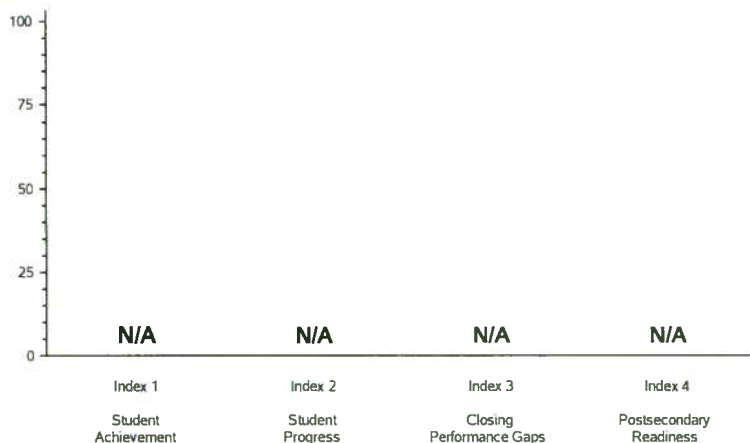 100
75
50
25
0
N/A N/A N/A N/A
Index 1 Index 2 Index 3 Index 4
Student Student Closing Postsecondary
Achievement Progress Performance Gaps Readiness